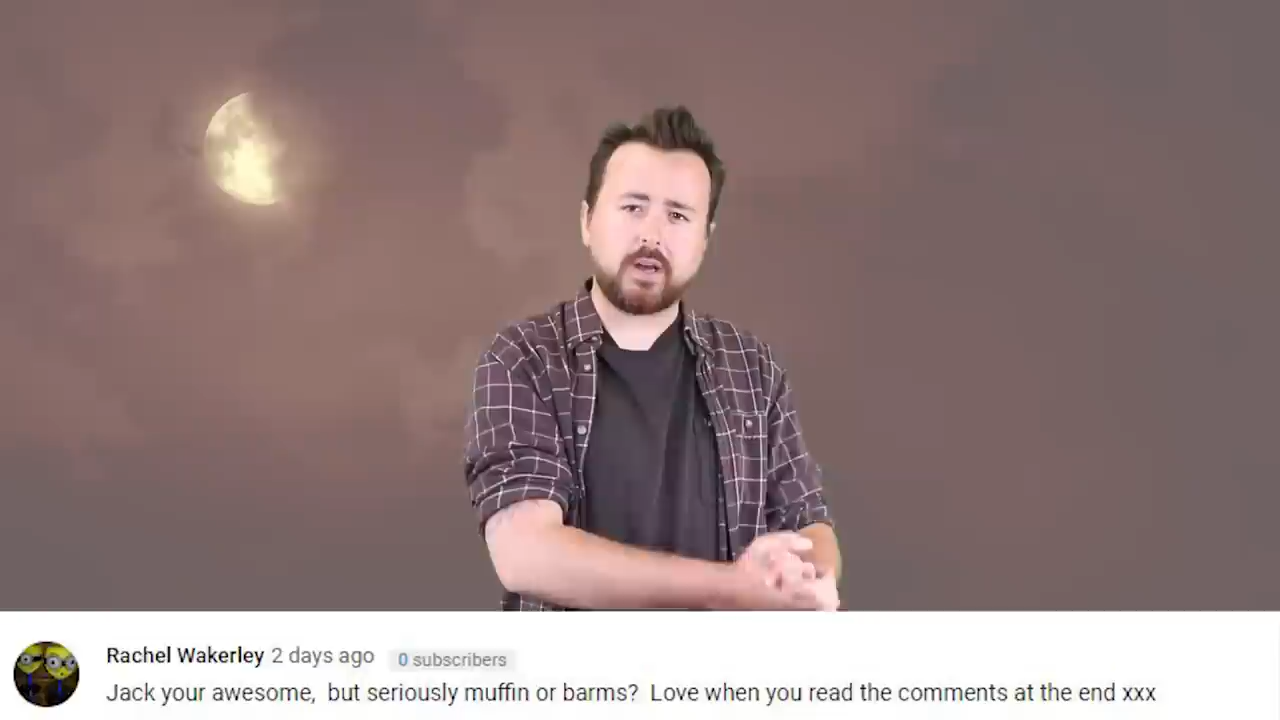 Rachel Wakerley 2 days ago 0 subscribers
Jack your awesome, but seriously muffin or barms? Love when you read the comments at the end xxx